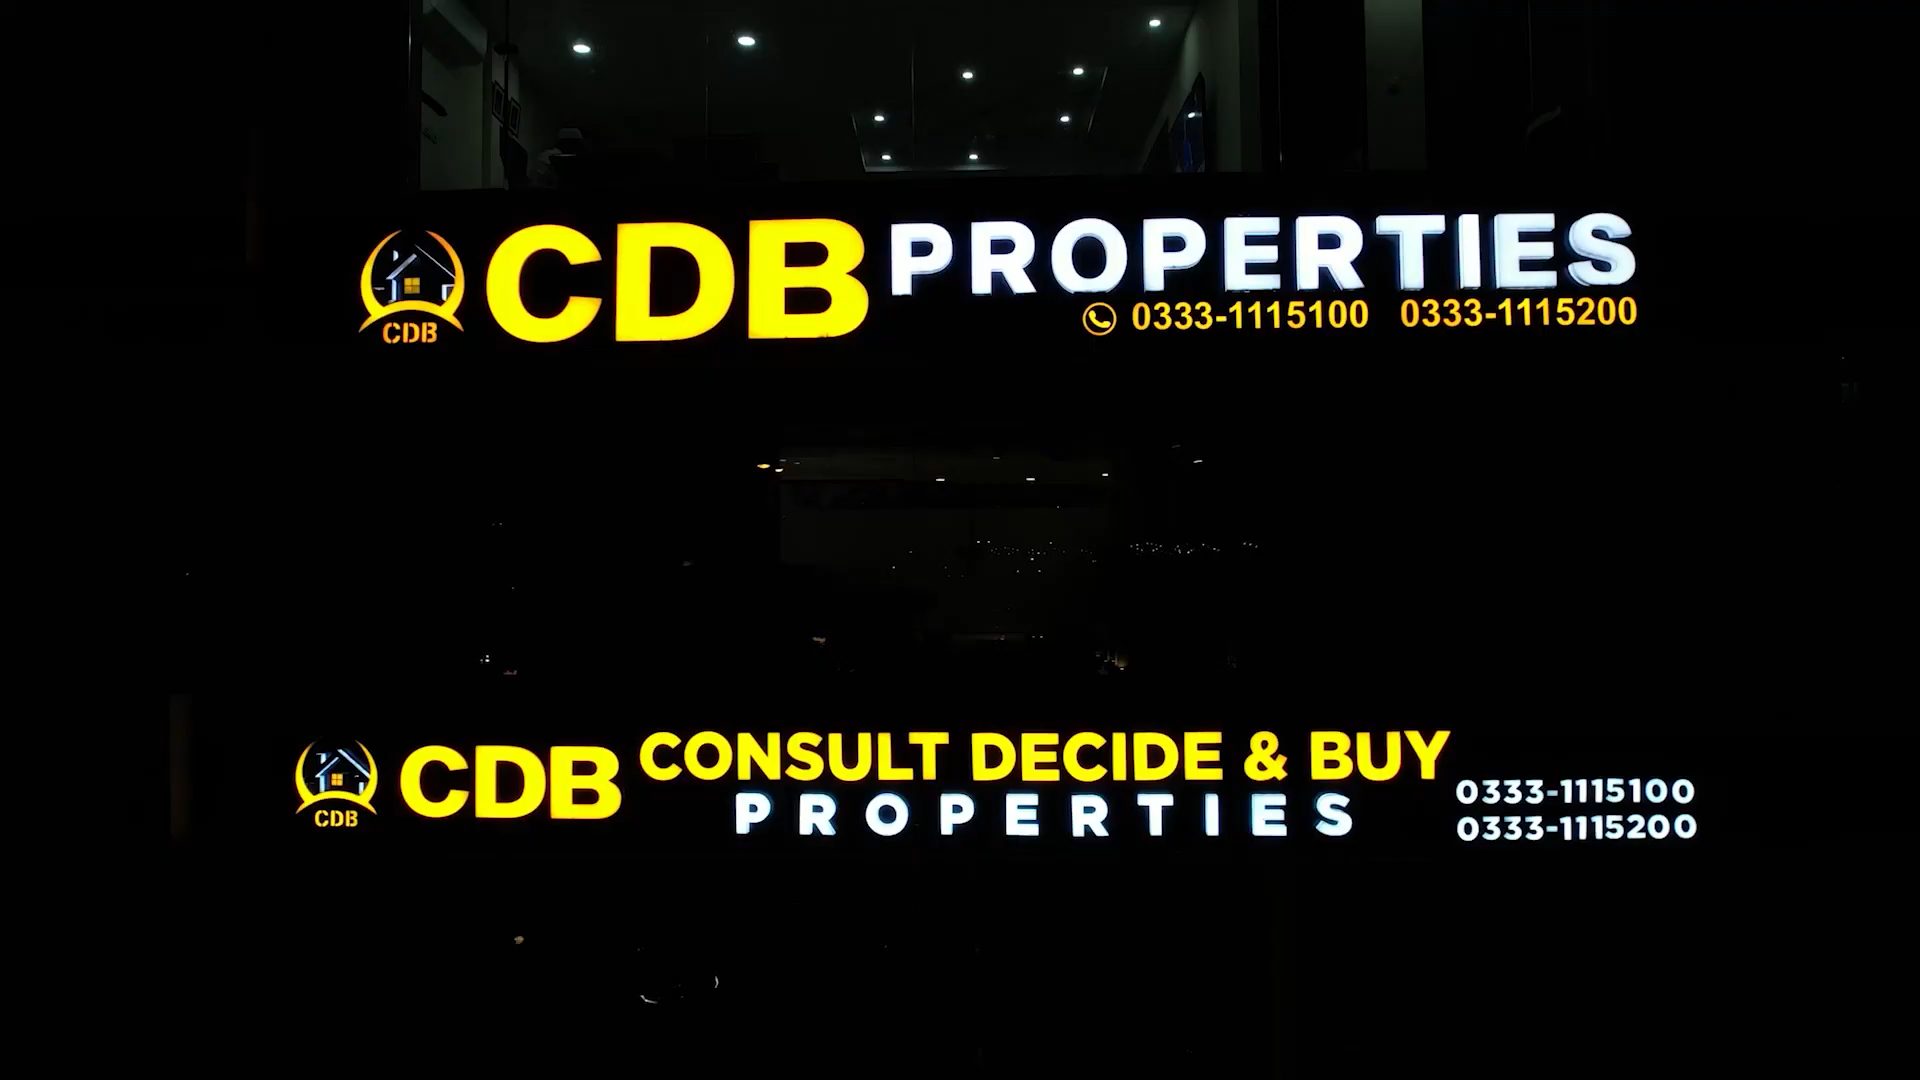 CDB PROPERTIES
CDB 0333-1115100 0333-1115200
CDB CONSULT DECIDE & BUY
PROPERTIES
0333-1115100
CDB 0333-1115200